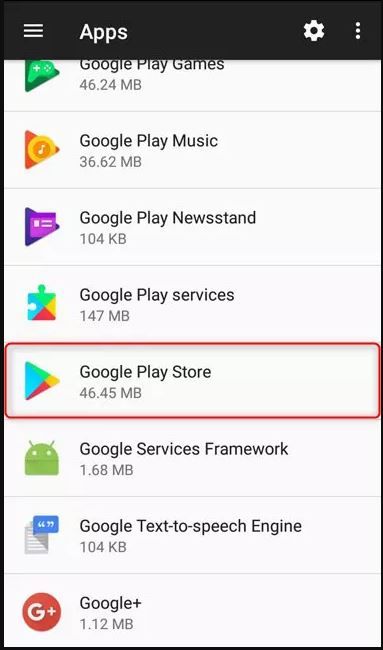 Apps
Google Play Games
46.24 MB
Google Play Music
36.62 MB
Google Play Newsstand
104 KB
Google Play services
147 MB
Google Play Store
46.45 MB
Google Services Framework
1.68 MB
Google Text-to-speech Engine
104 KB
G+
Google+
1.12 MB